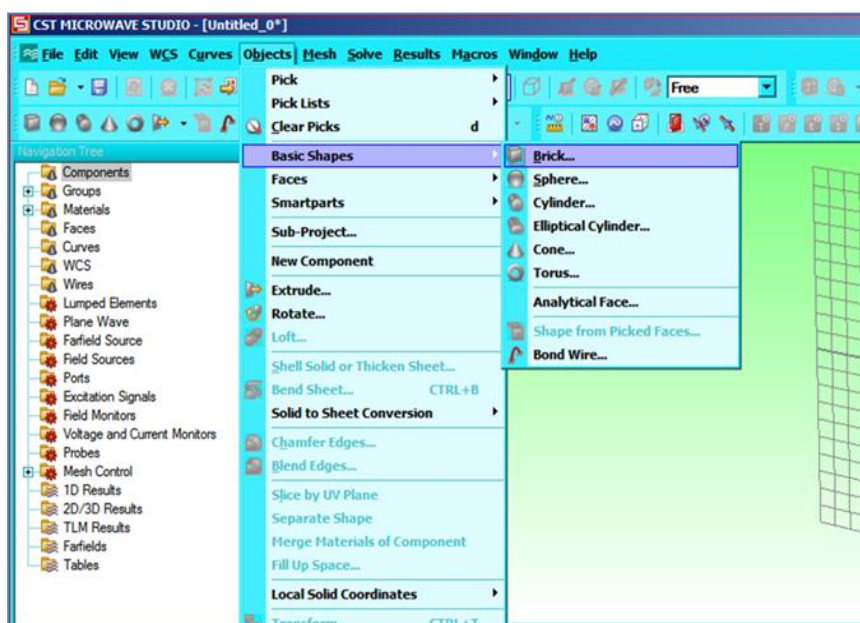 CST MICROWAVE STUDIO - [Untitled_0*]
File Edit View WCS Curves Objects Mesh Solve Results Macros Window Help
Free
Navigation Tree
Components
Groups
Materials
Faces
Curves
WCS
Wires
Lumped Elements
Plane Wave
Farfield Source
Field Sources
Ports
Excitation Signals
Field Monitors
Voltage and Current Monitors
Probes
Mesh Control
1D Results
2D/3D Results
TLM Results
Farfields
Tables
Pick
Pick Lists
Clear Picks d
Basic Shapes
Faces
Smartparts
Sub-Project...
New Component
Extrude...
Rotate...
Loft...
Shell Solid or Thicken Sheet...
Bend Sheet... CTRL+B
Solid to Sheet Conversion
Chamfer Edges...
Blend Edges...
Slice by UV Plane
Separate Shape
Merge Materials of Component
Fill Up Space...
Local Solid Coordinates
Transform... CTRL+T
Brick...
Sphere...
Cylinder...
Elliptical Cylinder...
Cone...
Torus...
Analytical Face...
Shape from Picked Faces...
Bond Wire...